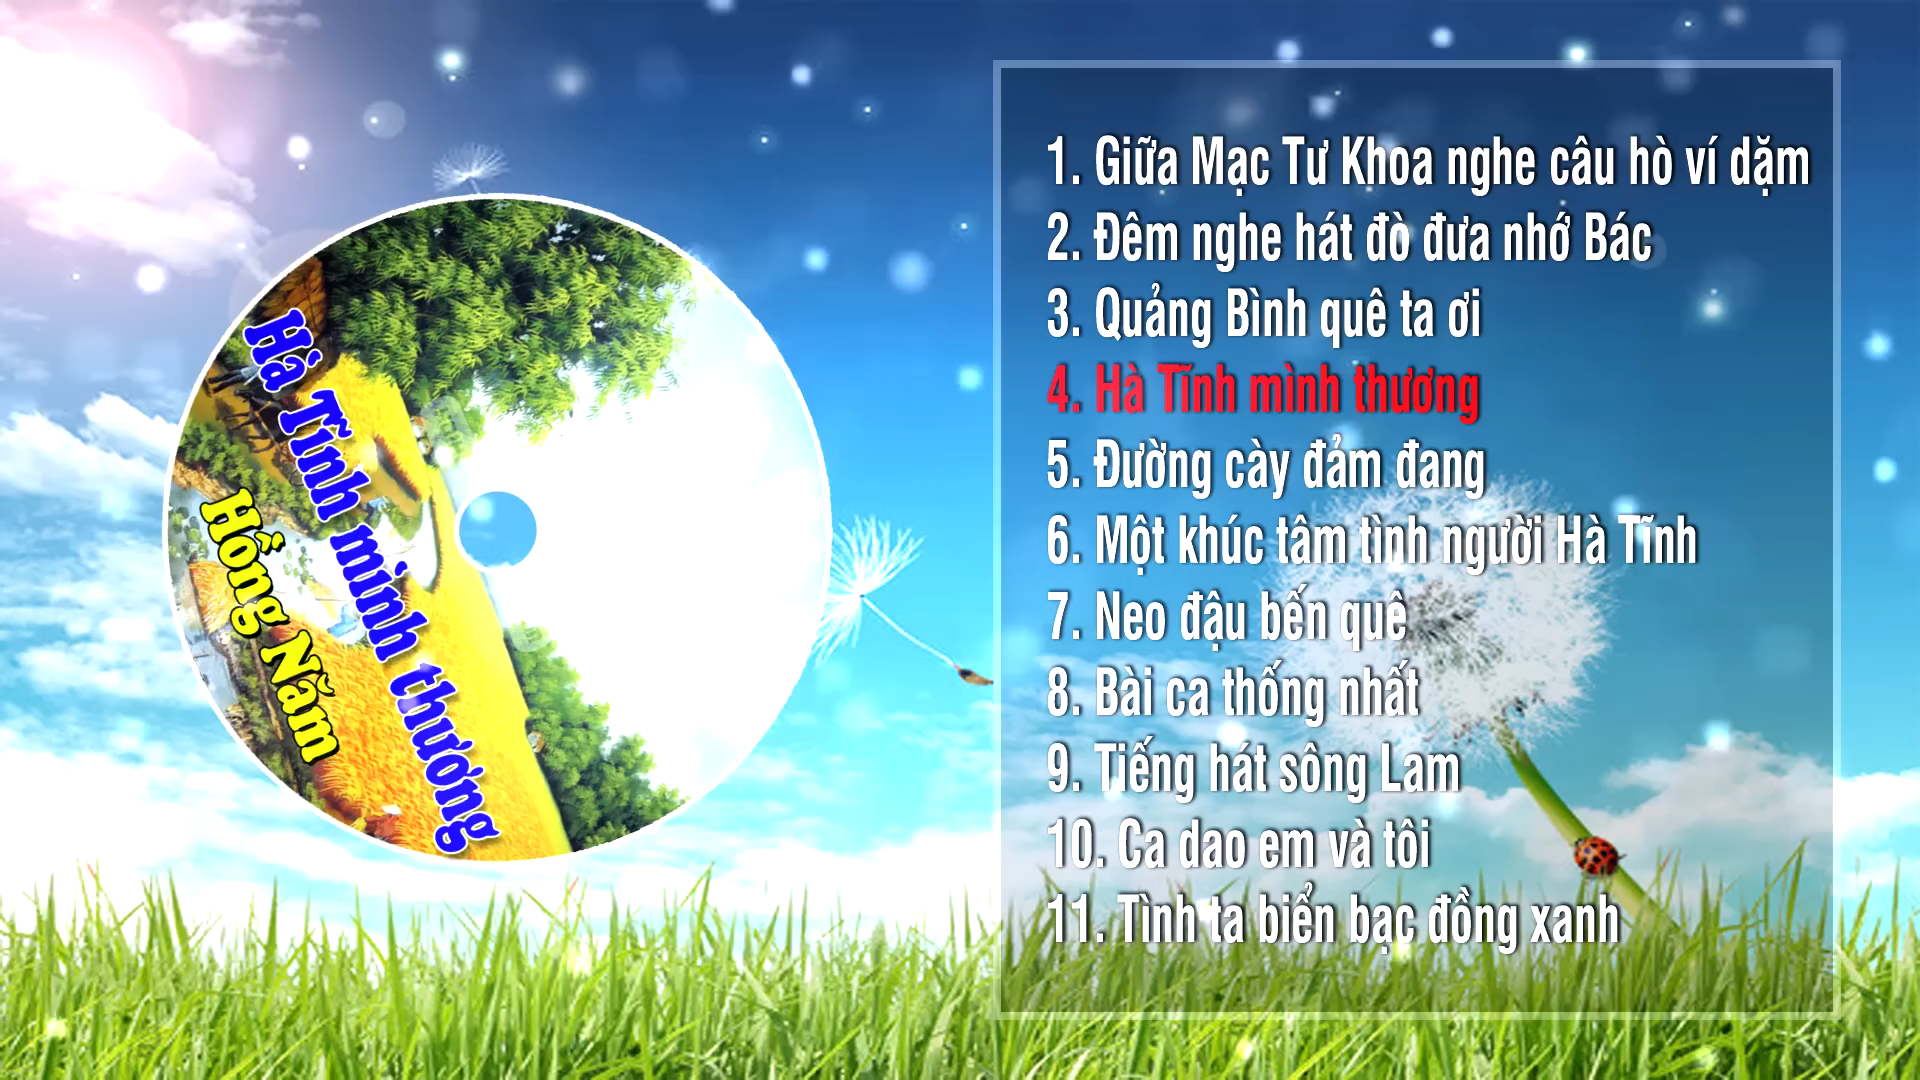 Hà Tĩnh mình thương
Hồng Năm
1. Giữa Mạc Tư Khoa nghe câu hò ví dặm
2. Đêm nghe hát đò đưa nhớ Bác
3. Quảng Bình quê ta ơi
4. Hà Tĩnh mình thương
5. Đường cày đảm đang
6. Một khúc tâm tình người Hà Tĩnh
7. Neo đậu bến quê
8. Bài ca thống nhất
9. Tiếng hát sông Lam
10. Ca dao em và tôi
11. Tình ta biển bạc đồng xanh